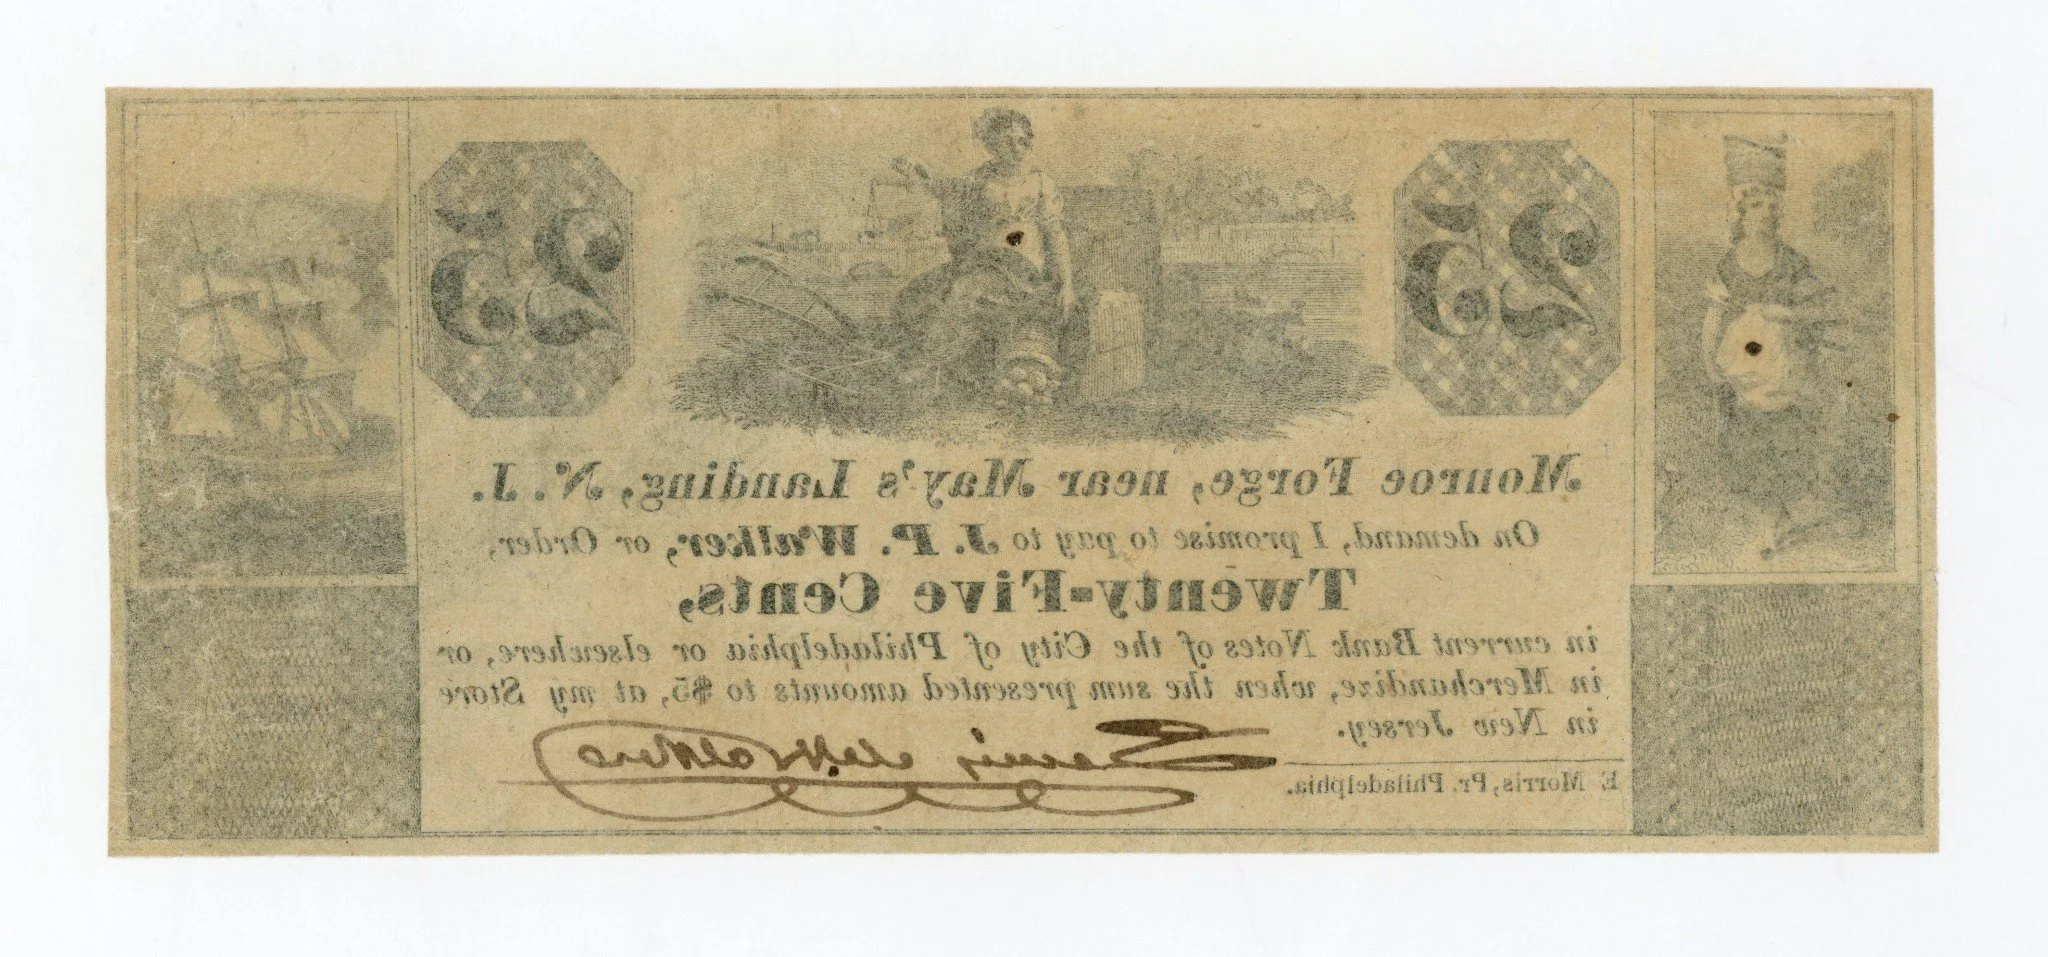 25
25
Monroe Forge, near May's Landing, N. J.
On demand, I promise to pay to J. P. Walker, or Order,
Twenty-Five Cents,
in current Bank Notes of the City of Philadelphia or elsewhere, or
in Merchandize, when the sum presented amounts to $5, at my Store
in New Jersey.
E. Morris, Pr. Philadelphia.